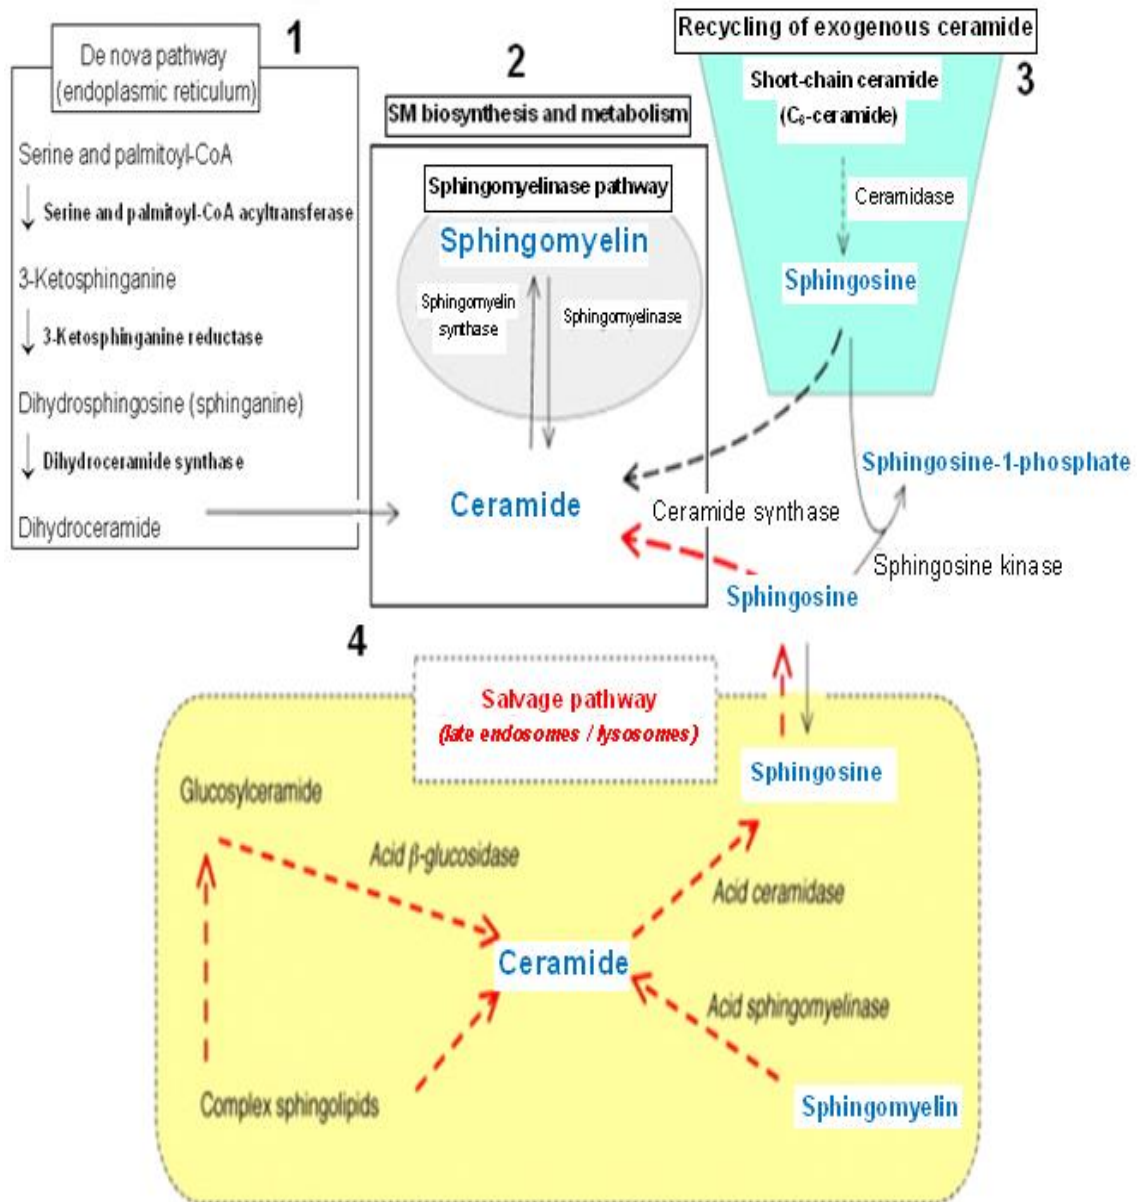 1
De nova pathway
(endoplasmic reticulum)
Serine and palmitoyl-CoA
Serine and palmitoyl-CoA acyltransferase
3-Ketosphinganine
3-Ketosphinganine reductase
Dihydrosphingosine (sphinganine)
Dihydroceramide synthase
Dihydroceramide
2
SM biosynthesis and metabolism
Sphingomyelinase pathway
Sphingomyelin
Sphingomyelin
synthase
Sphingomyelinase
Ceramide
Recycling of exogenous ceramide
3
Short-chain ceramide
(C₆-ceramide)
Ceramidase
Sphingosine
Sphingosine-1-phosphate
Ceramide synthase
Sphingosine kinase
Sphingosine
4
Salvage pathway
(late endosomes / lysosomes)
Sphingosine
Glucosylceramide
Acid β-glucosidase
Acid ceramidase
Ceramide
Acid sphingomyelinase
Complex sphingolipids
Sphingomyelin